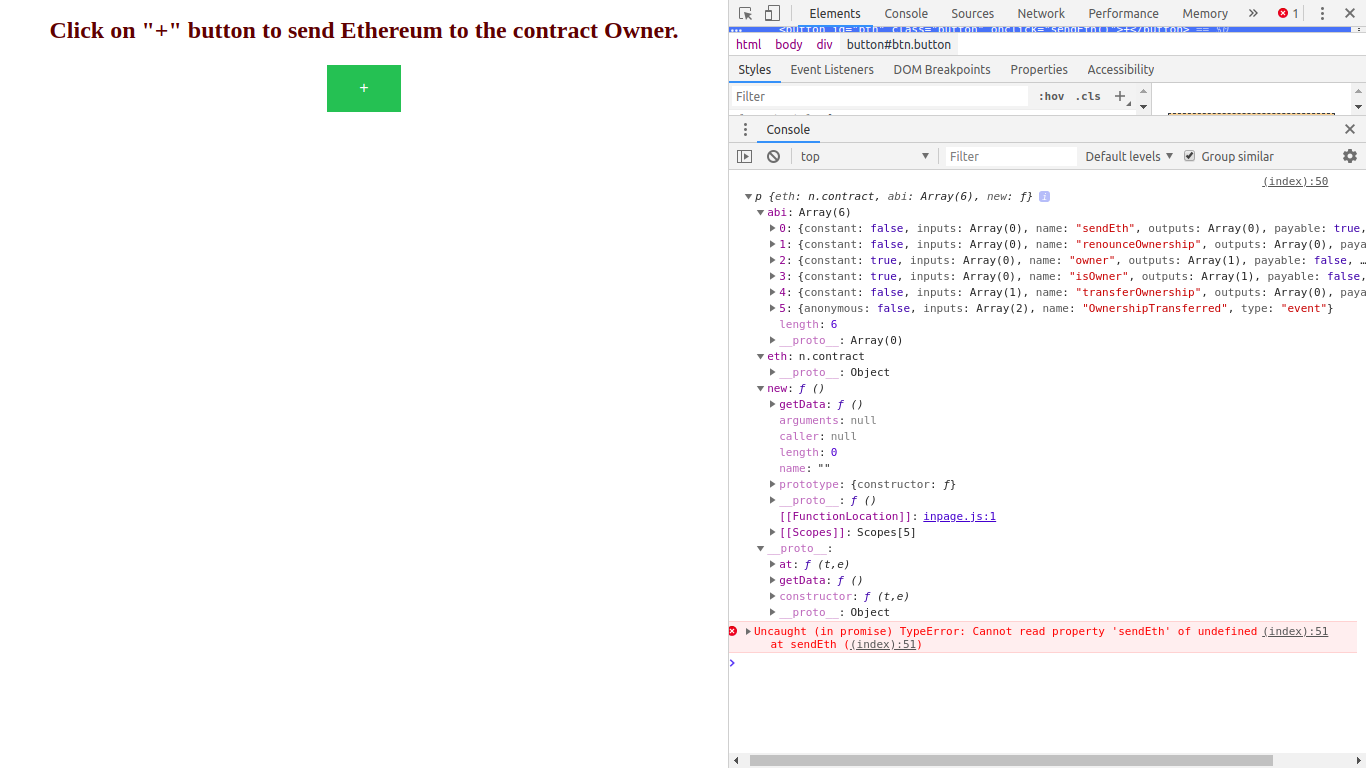 Click on "+" button to send Ethereum to the contract Owner.
+
Elements Console Sources Network Performance Memory » 1
html body div button#btn.button
Styles Event Listeners DOM Breakpoints Properties Accessibility
Filter :hov .cls +
Console
top Filter Default levels Group similar
(index):50
p {eth: n.contract, abi: Array(6), new: ƒ} i
abi: Array(6)
0: {constant: false, inputs: Array(0), name: "sendEth", outputs: Array(0), payable: true,
1: {constant: false, inputs: Array(0), name: "renounceOwnership", outputs: Array(0), paya
2: {constant: true, inputs: Array(0), name: "owner", outputs: Array(1), payable: false, …
3: {constant: true, inputs: Array(0), name: "isOwner", outputs: Array(1), payable: false,
4: {constant: false, inputs: Array(1), name: "transferOwnership", outputs: Array(0), paya
5: {anonymous: false, inputs: Array(2), name: "OwnershipTransferred", type: "event"}
length: 6
__proto__: Array(0)
eth: n.contract
__proto__: Object
new: ƒ ()
getData: ƒ ()
arguments: null
caller: null
length: 0
name: ""
prototype: {constructor: ƒ}
__proto__: ƒ ()
[[FunctionLocation]]: inpage.js:1
[[Scopes]]: Scopes[5]
__proto__:
at: ƒ (t,e)
getData: ƒ ()
constructor: ƒ (t,e)
__proto__: Object
Uncaught (in promise) TypeError: Cannot read property 'sendEth' of undefined (index):51
at sendEth ((index):51)